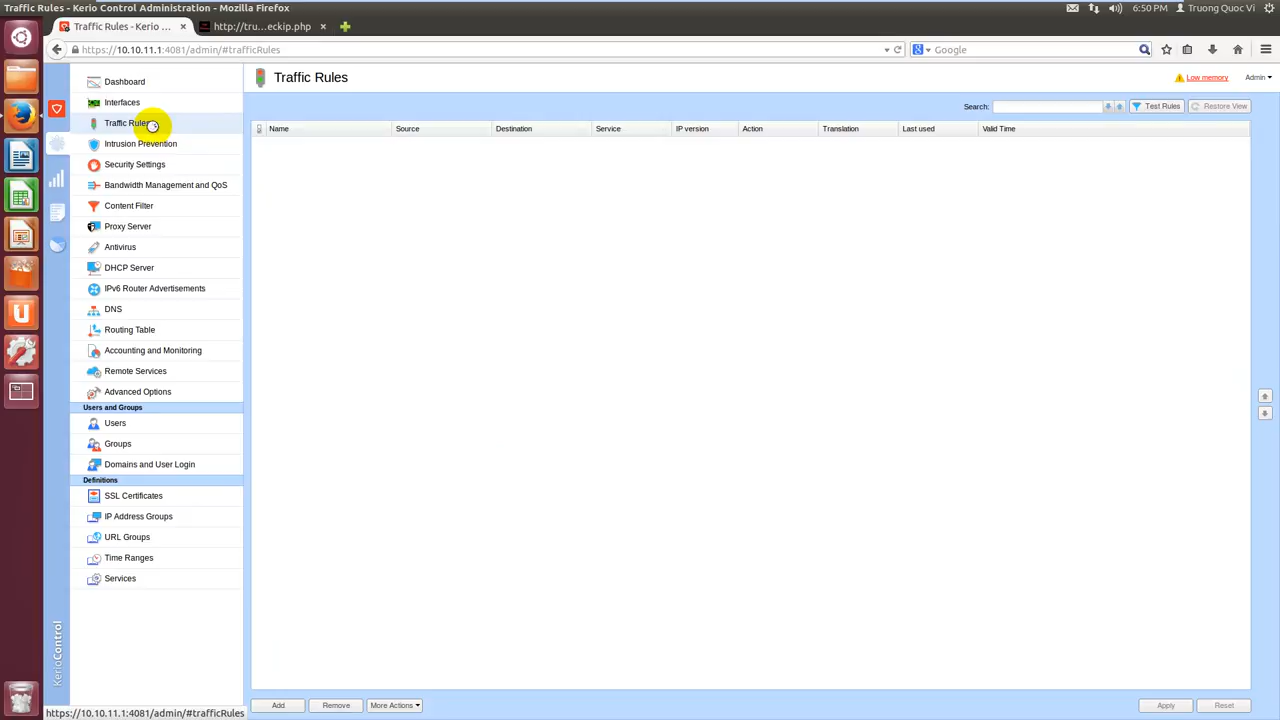 Traffic Rules - Kerio Control Administration - Mozilla Firefox
6:50 PM Truong Quoc Vi
Traffic Rules - Kerio ... × http://tru...eckip.php ×
https://10.10.11.1:4081/admin/#trafficRules
Google
Dashboard
Interfaces
Traffic Rules
Intrusion Prevention
Security Settings
Bandwidth Management and QoS
Content Filter
Proxy Server
Antivirus
DHCP Server
IPv6 Router Advertisements
DNS
Routing Table
Accounting and Monitoring
Remote Services
Advanced Options
Users and Groups
Users
Groups
Domains and User Login
Definitions
SSL Certificates
IP Address Groups
URL Groups
Time Ranges
Services
KerioControl
Traffic Rules
Low memory
Admin
Search:
Test Rules
Restore View
Name Source Destination Service IP version Action Translation Last used Valid Time
Add Remove More Actions Apply Reset
https://10.10.11.1:4081/admin/#trafficRules